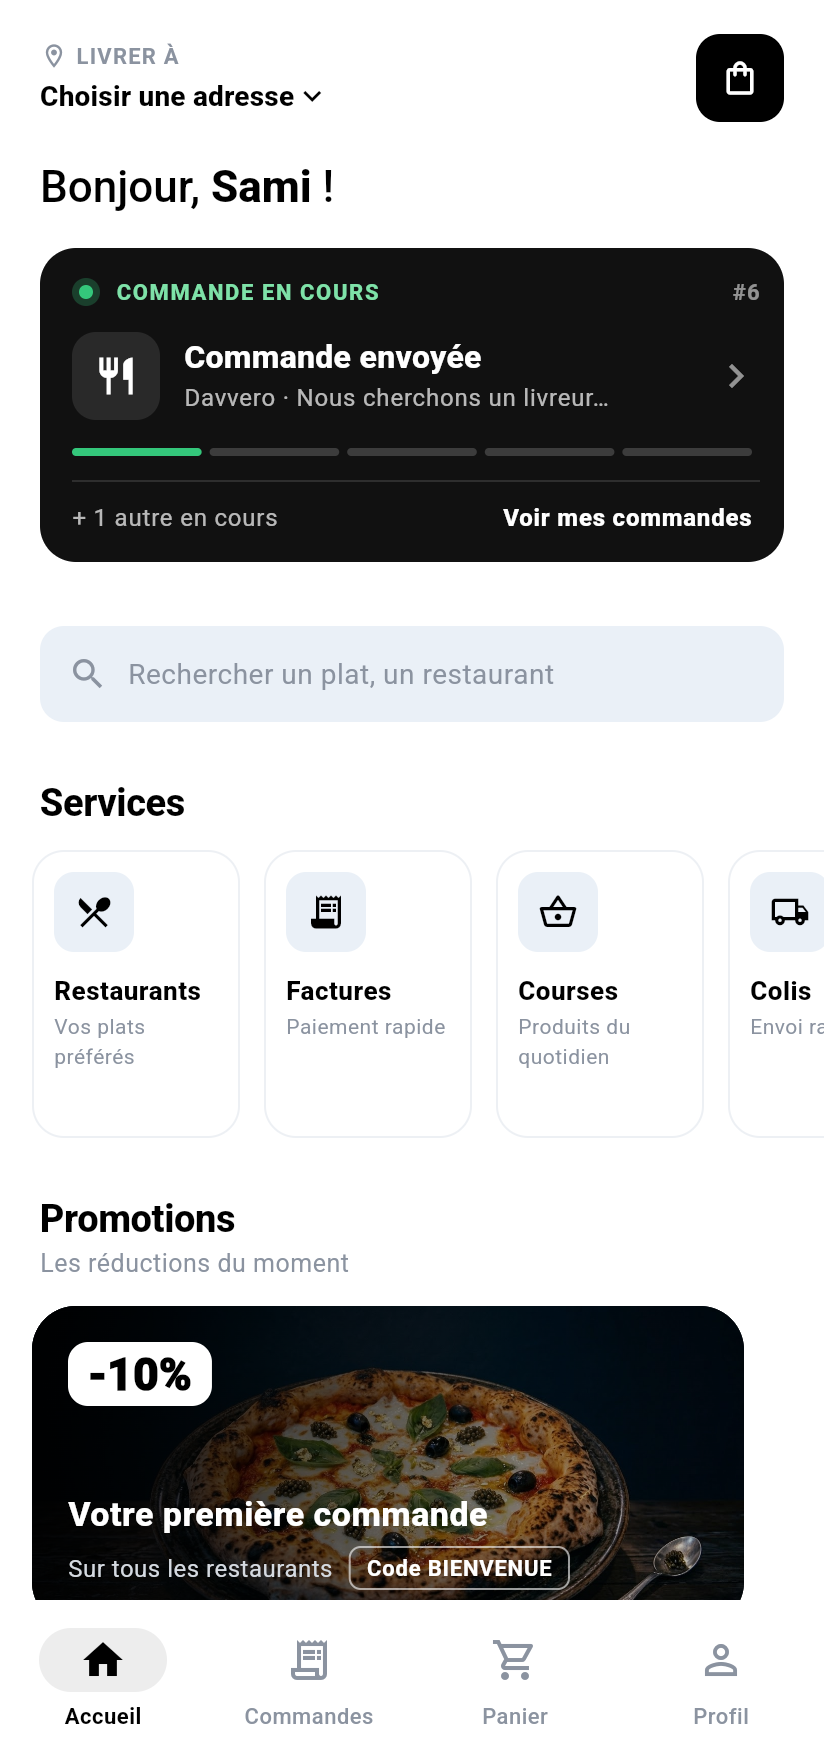 LIVRER À
Choisir une adresse
Bonjour, Sami !
COMMANDE EN COURS
#6
Commande envoyée
Davvero · Nous cherchons un livreur…
+ 1 autre en cours
Voir mes commandes
Rechercher un plat, un restaurant
Services
Restaurants
Vos plats
préférés
Factures
Paiement rapide
Courses
Produits du
quotidien
Colis
Envoi ra
Promotions
Les réductions du moment
-10%
Votre première commande
Sur tous les restaurants
Code BIENVENUE
Accueil
Commandes
Panier
Profil